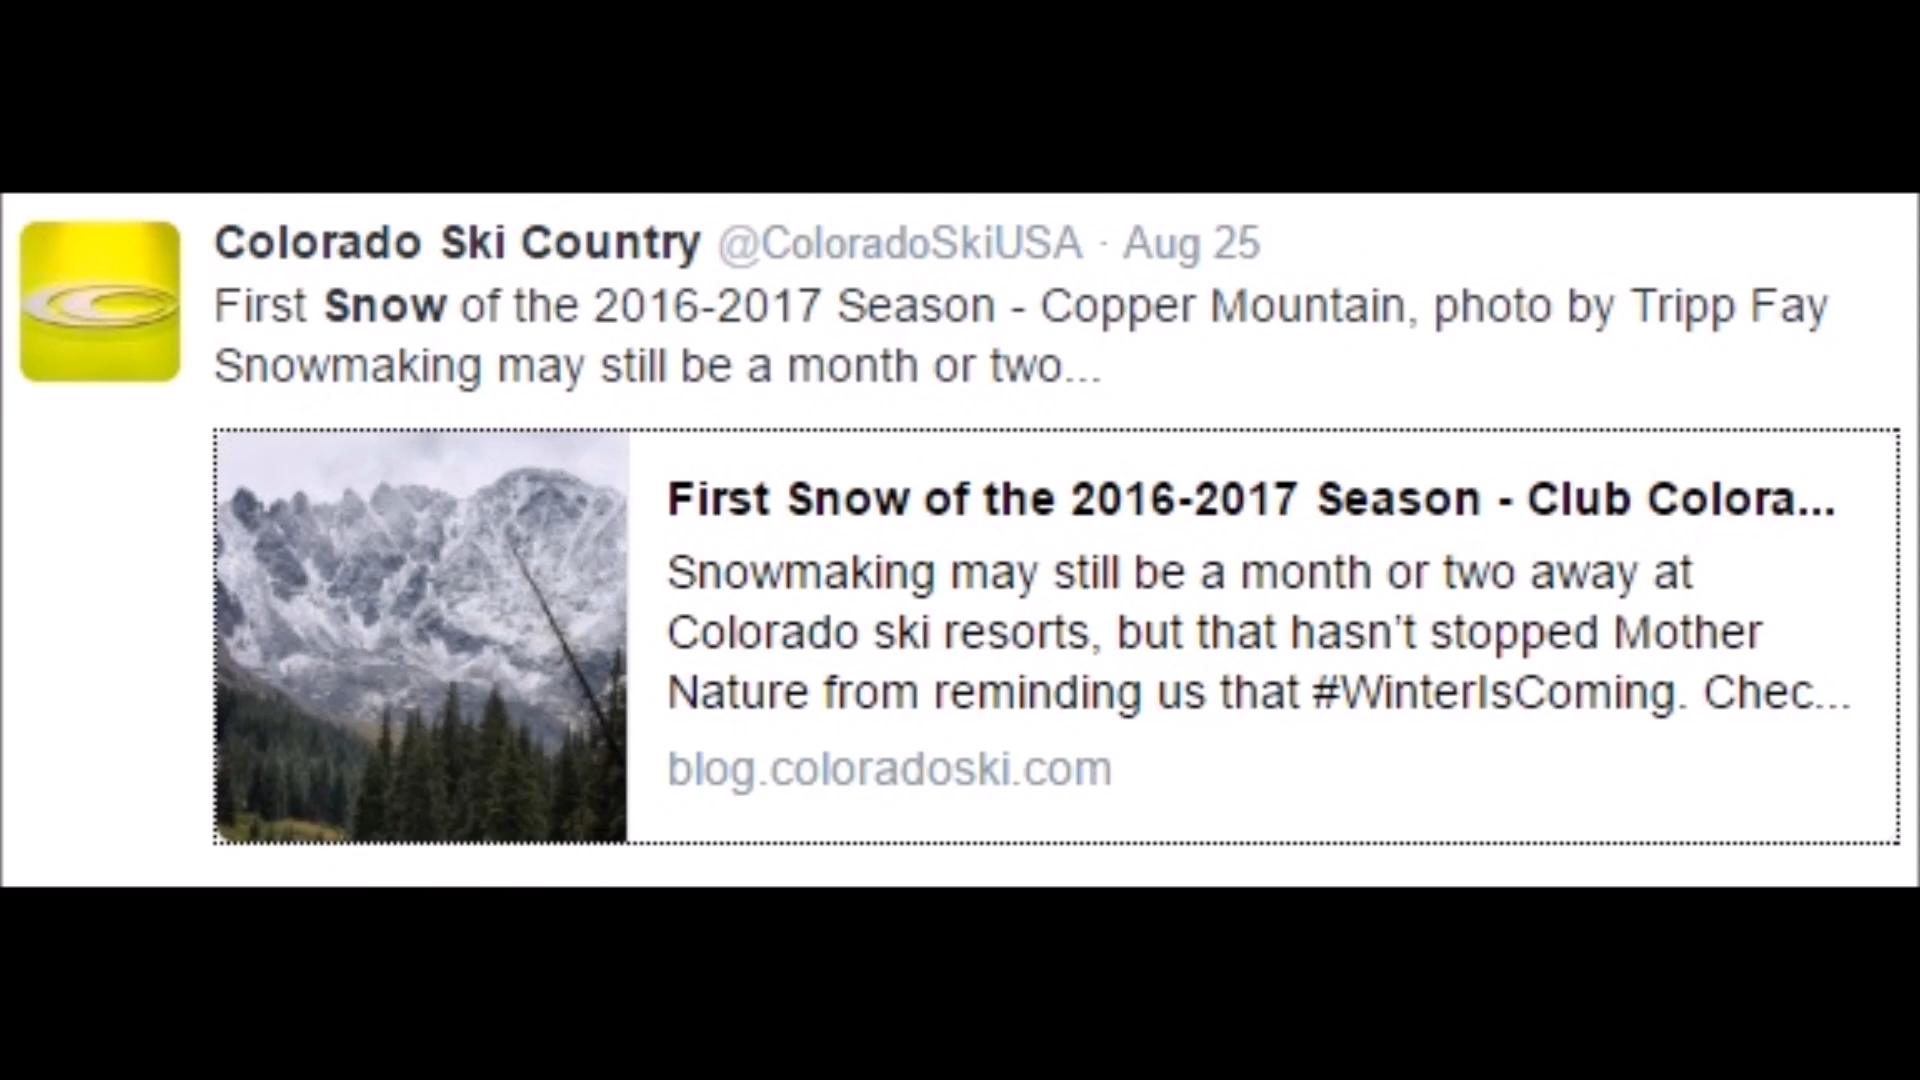 Colorado Ski Country @ColoradoSkiUSA · Aug 25
First Snow of the 2016-2017 Season - Copper Mountain, photo by Tripp Fay
Snowmaking may still be a month or two...
First Snow of the 2016-2017 Season - Club Colora...
Snowmaking may still be a month or two away at
Colorado ski resorts, but that hasn't stopped Mother
Nature from reminding us that #WinterIsComing. Chec...
blog.coloradoski.com